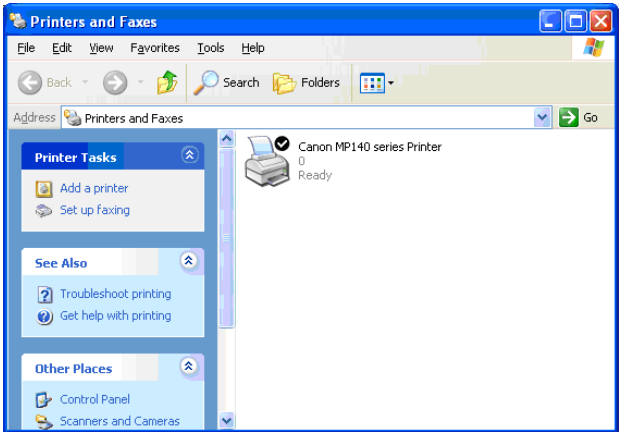 Printers and Faxes
File Edit View Favorites Tools Help
Back Search Folders
Address Printers and Faxes Go
Printer Tasks
Add a printer
Set up faxing
See Also
Troubleshoot printing
Get help with printing
Other Places
Control Panel
Scanners and Cameras
Canon MP140 series Printer
0
Ready